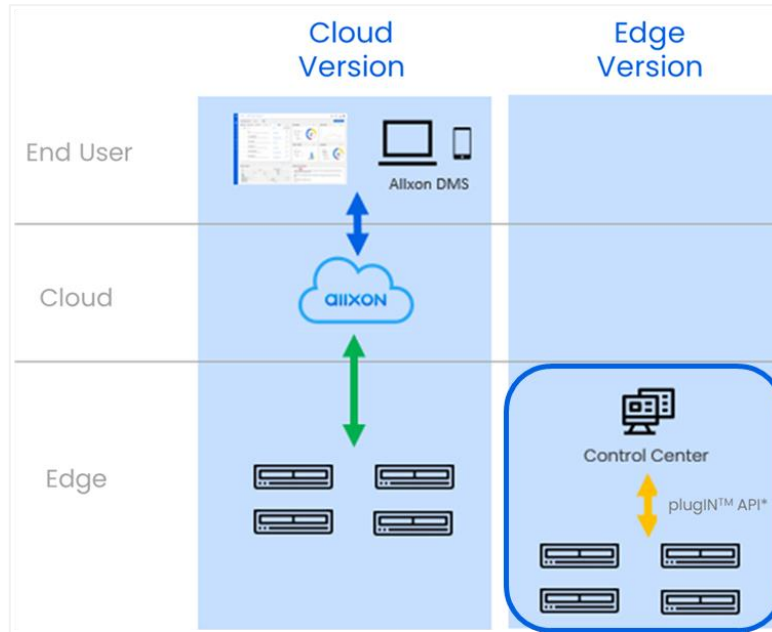 Cloud
Version
Edge
Version
End User
Allxon DMS
Cloud
allxon
Edge
Control Center
plugIN™ API*